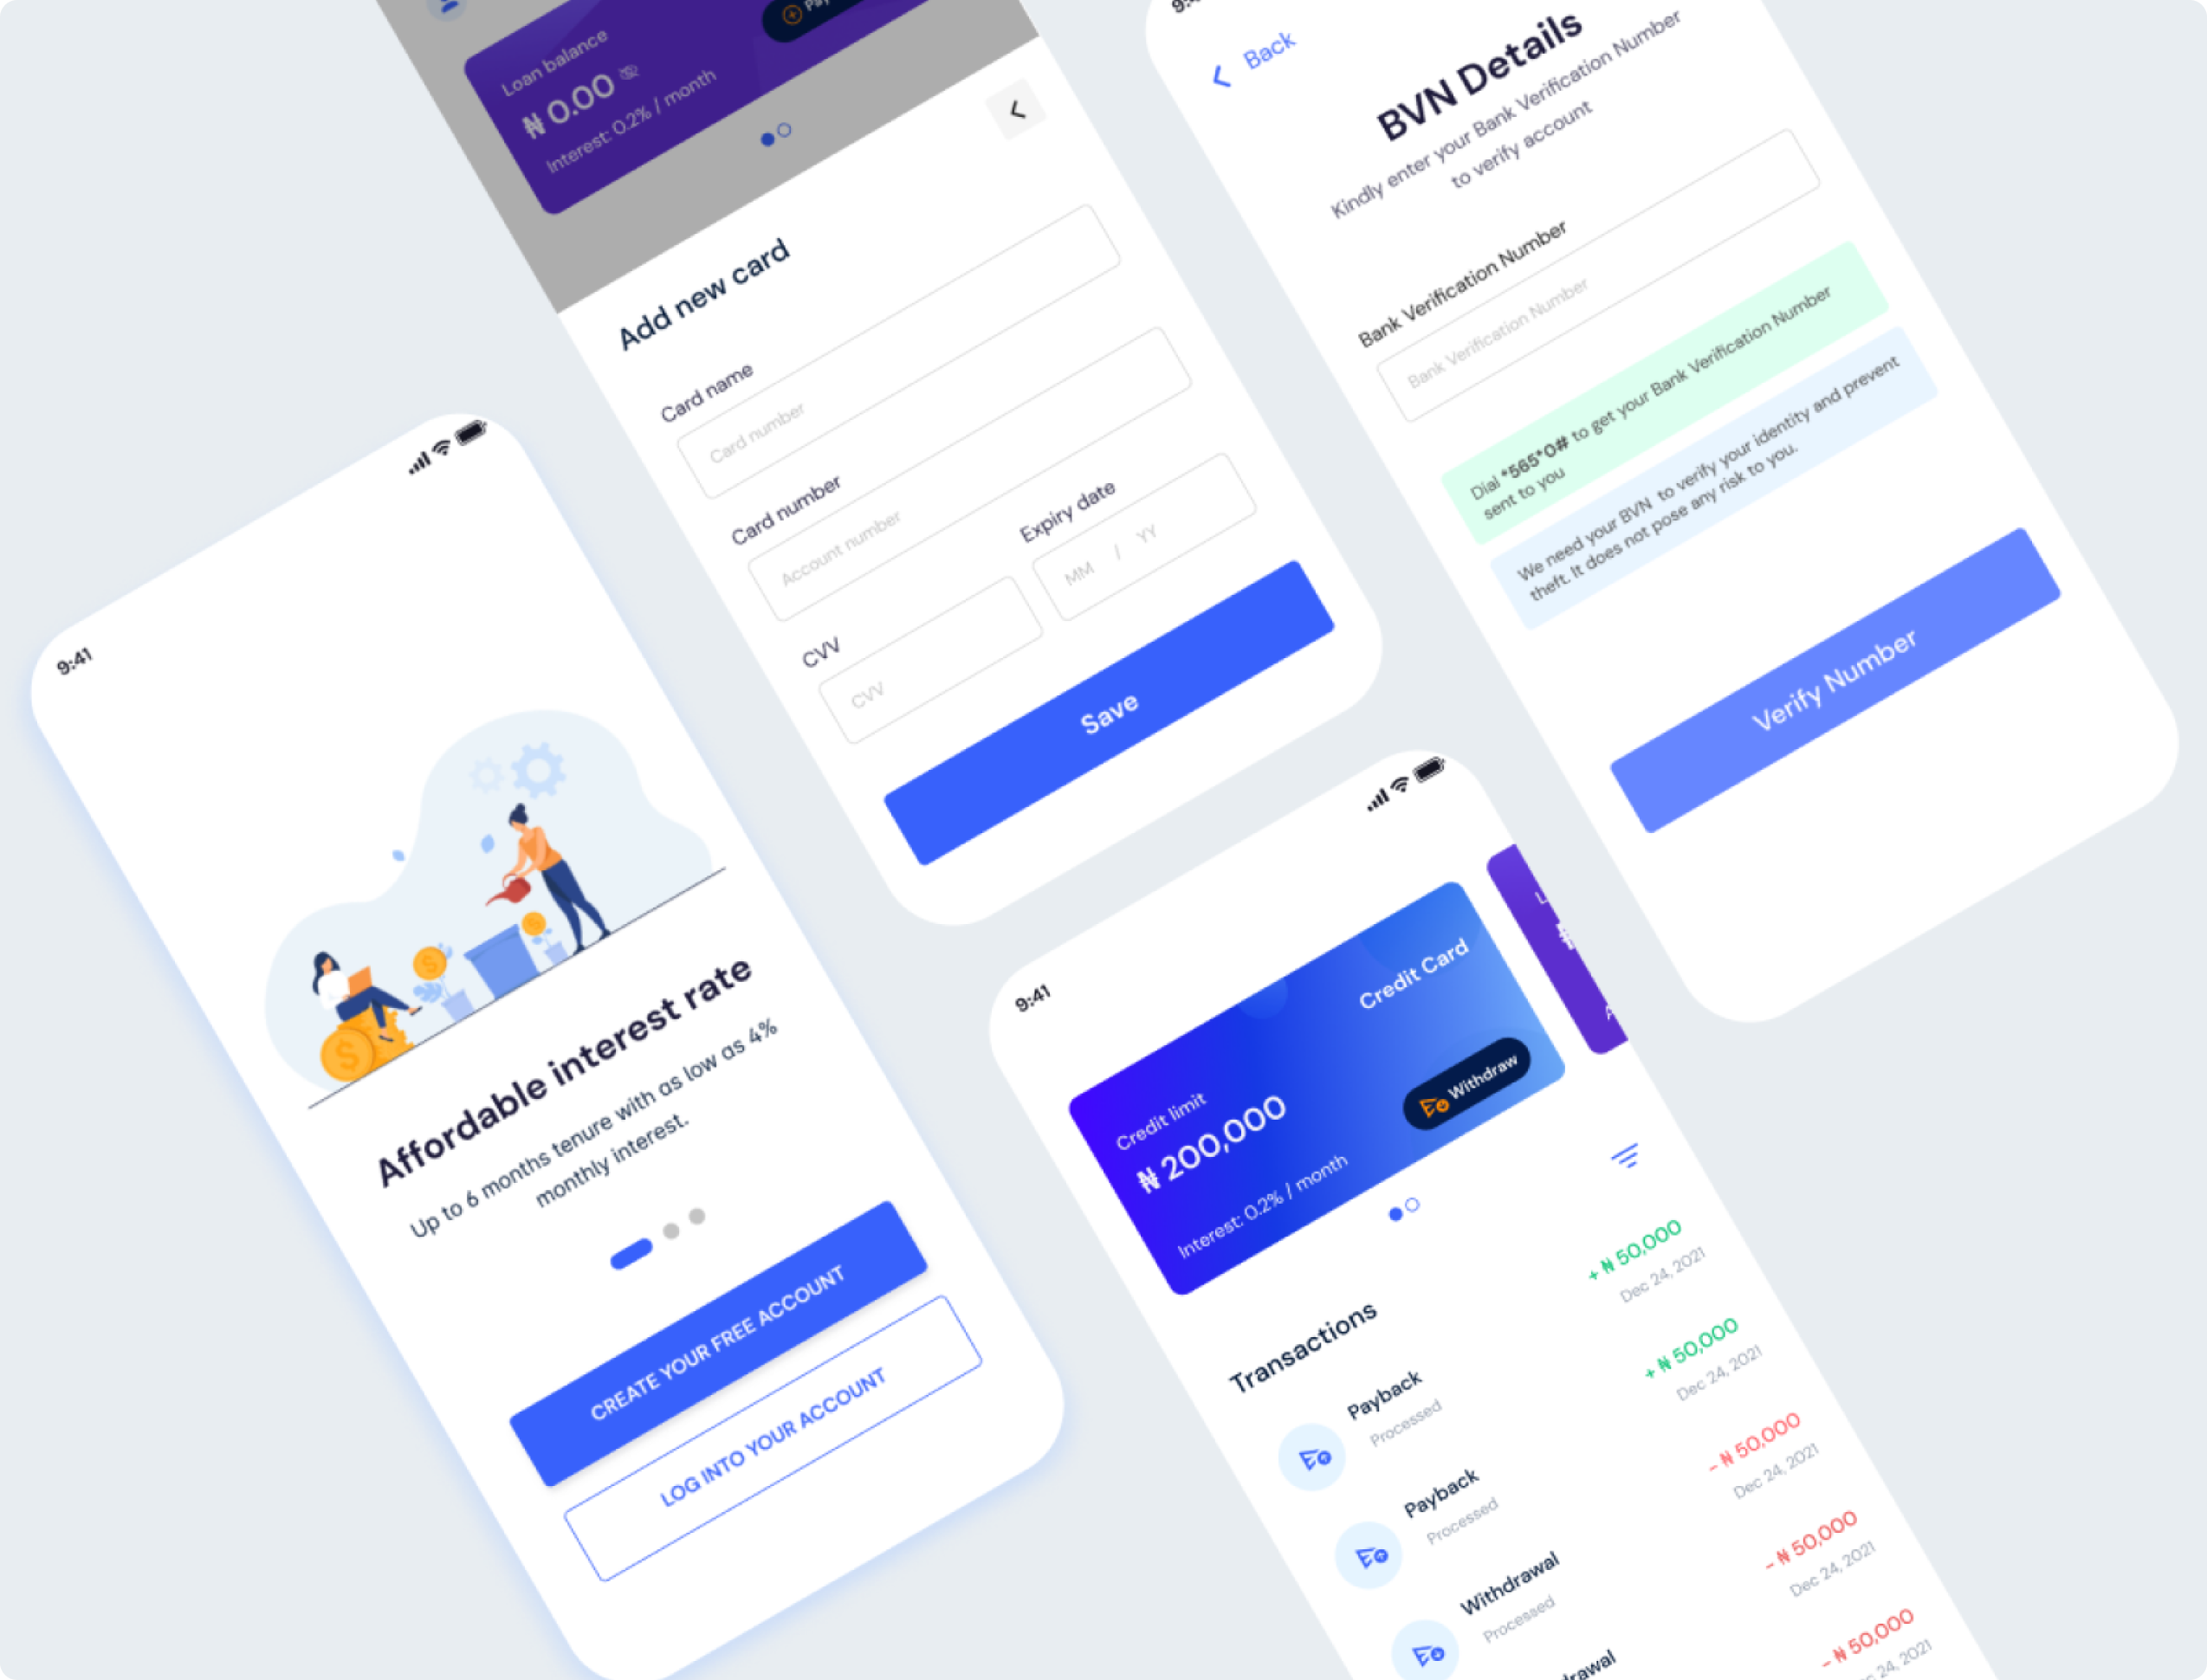 Loan balance
₦ 0.00
Interest: 0.2% / month
Add new card
Card name
Card number
Card number
Account number
CVV
CVV
Expiry date
MM / YY
Save
Back
BVN Details
Kindly enter your Bank Verification Number
to verify account
Bank Verification Number
Bank Verification Number
Dial *565*0# to get your Bank Verification Number
sent to you
We need your BVN to verify your identity and prevent
theft. It does not pose any risk to you.
Verify Number
9:41
Affordable interest rate
Up to 6 months tenure with as low as 4%
monthly interest.
CREATE YOUR FREE ACCOUNT
LOG INTO YOUR ACCOUNT
9:41
Credit Card
Credit limit
₦ 200,000
Interest: 0.2% / month
Withdraw
Transactions
Payback
Processed
+ ₦ 50,000
Dec 24, 2021
Payback
Processed
+ ₦ 50,000
Dec 24, 2021
Withdrawal
Processed
- ₦ 50,000
Dec 24, 2021
- ₦ 50,000
Dec 24, 2021
- ₦ 50,000